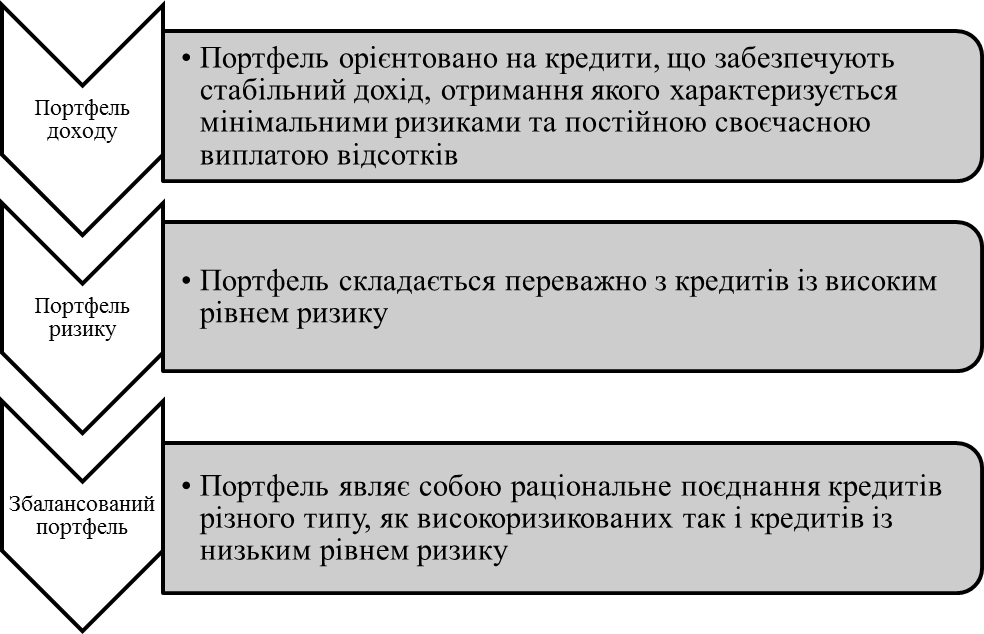 Портфель
доходу
• Портфель орієнтовано на кредити, що забезпечують
стабільний дохід, отримання якого характеризується
мінімальними ризиками та постійною своєчасною
виплатою відсотків
Портфель
ризику
• Портфель складається переважно з кредитів із високим
рівнем ризику
Збалансований
портфель
• Портфель являє собою раціональне поєднання кредитів
різного типу, як високоризикованих так і кредитів із
низьким рівнем ризику